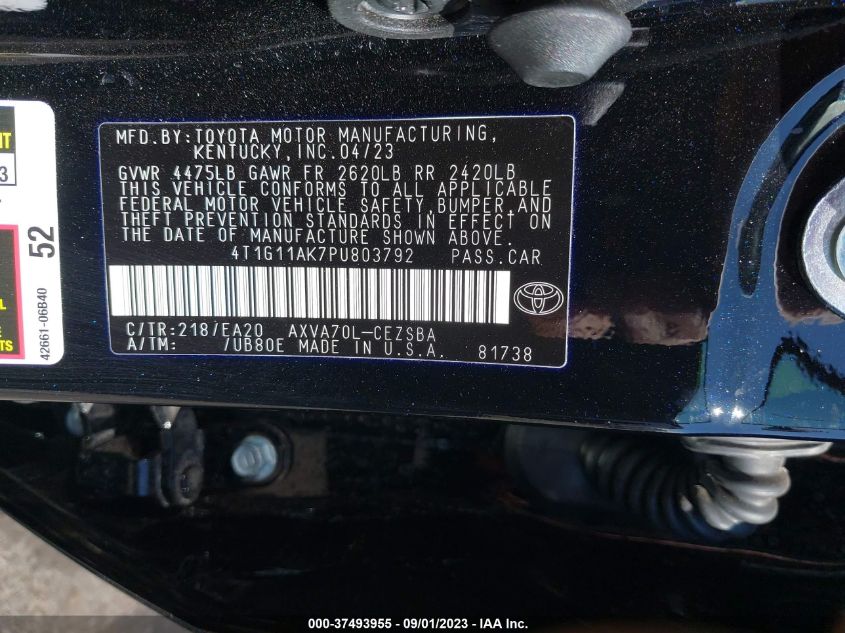 MFD.BY:TOYOTA MOTOR MANUFACTURING,
KENTUCKY,INC.04/23
GVWR 4475LB GAWR FR 2620LB RR 2420LB
THIS VEHICLE CONFORMS TO ALL APPLICABLE
FEDERAL MOTOR VEHICLE SAFETY,BUMPER,AND
THEFT PREVENTION STANDARDS IN EFFECT ON
THE DATE OF MANUFACTURE SHOWN ABOVE.
4T1G11AK7PU803792 PASS.CAR
C/TR:218/EA20 AXVA70L-CEZSBA
A/TM: /UB80E MADE IN U.S.A. 81738
52
42661-06B40
000-37493955 - 09/01/2023 - IAA Inc.